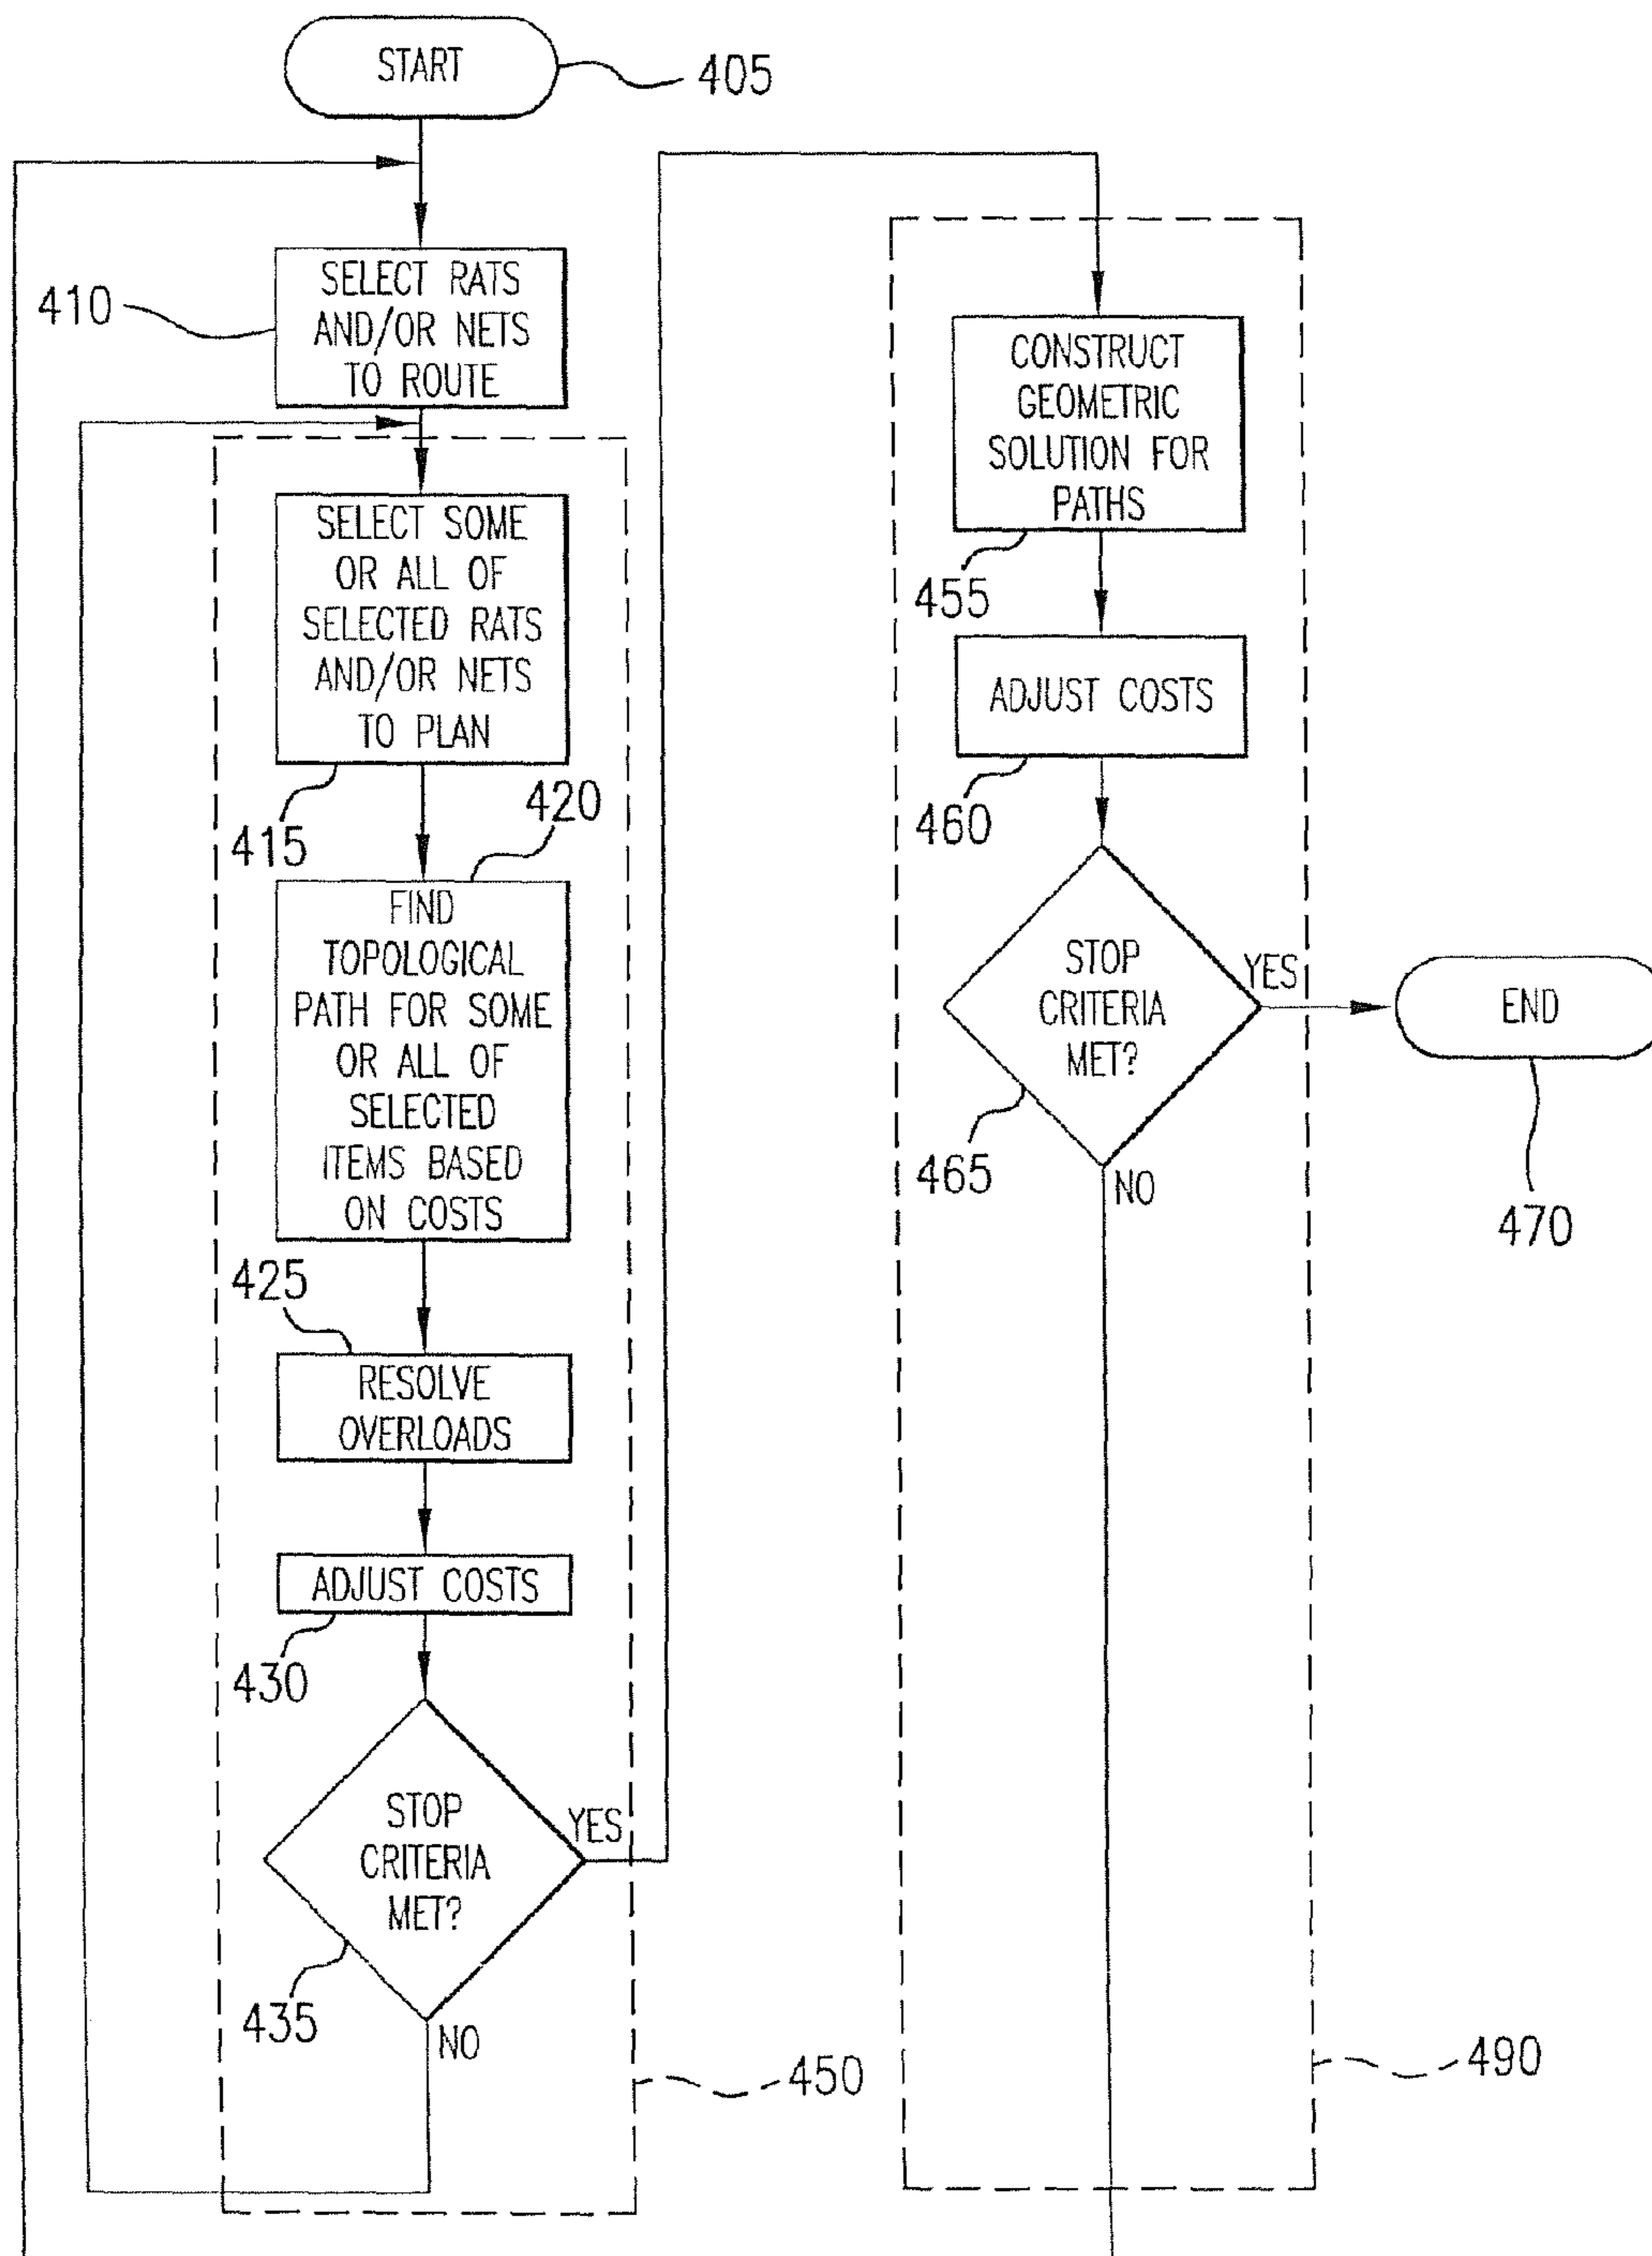 START
405
SELECT RATS
AND/OR NETS
TO ROUTE
410
SELECT SOME
OR ALL OF
SELECTED RATS
AND/OR NETS
TO PLAN
415
420
FIND
TOPOLOGICAL
PATH FOR SOME
OR ALL OF
SELECTED
ITEMS BASED
ON COSTS
425
RESOLVE
OVERLOADS
ADJUST COSTS
430
STOP
CRITERIA
MET?
YES
435
NO
450
CONSTRUCT
GEOMETRIC
SOLUTION FOR
PATHS
455
ADJUST COSTS
460
STOP
CRITERIA
MET?
YES
465
NO
END
470
490